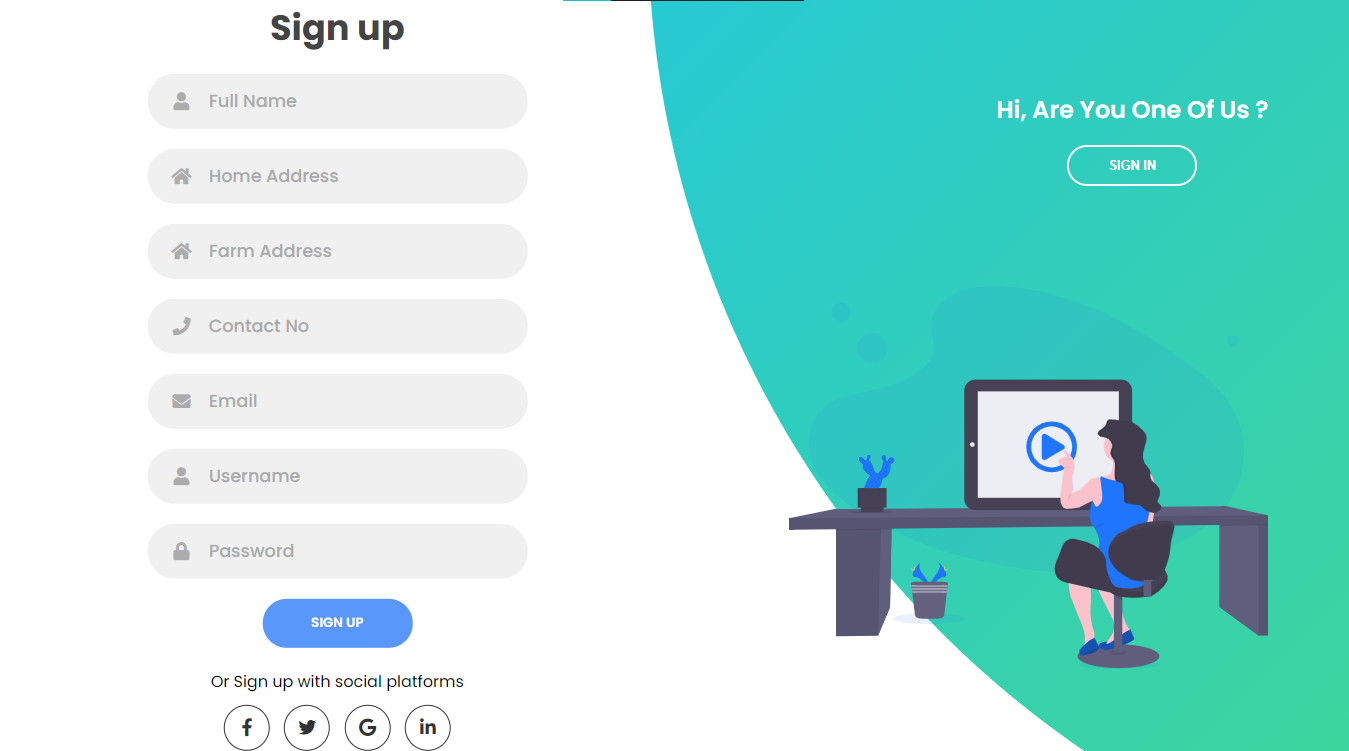 Sign up
Full Name
Home Address
Farm Address
Contact No
Email
Username
Password
SIGN UP
Or Sign up with social platforms
Hi, Are You One Of Us ?
SIGN IN